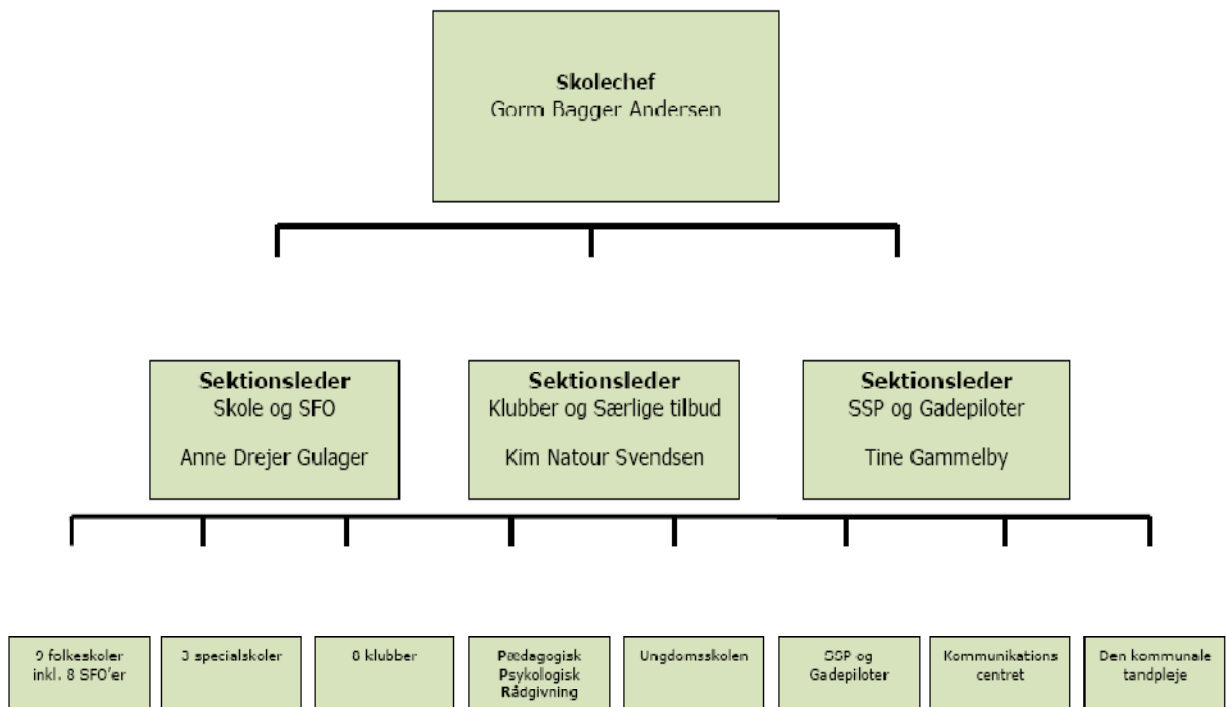 Skolechef
Gorm Bagger Andersen
Sektionsleder
Skole og SFO
Anne Drejer Gulager
Sektionsleder
Klubber og Særlige tilbud
Kim Natour Svendsen
Sektionsleder
SSP og Gadepiloter
Tine Gammelby
9 folkeskoler
inkl. 8 SFO'er
3 specialskoler
klubber
Pædagogisk
Psykologisk
Rådgivning
Ungdomsskolen
SSP og
Gadepiloter
Kommunikations
centret
Den kommunale
tandpleje